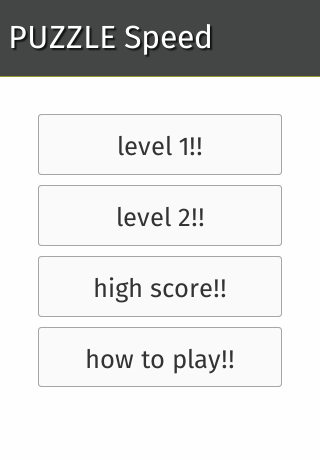 PUZZLE Speed
level 1!!
level 2!!
high score!!
how to play!!